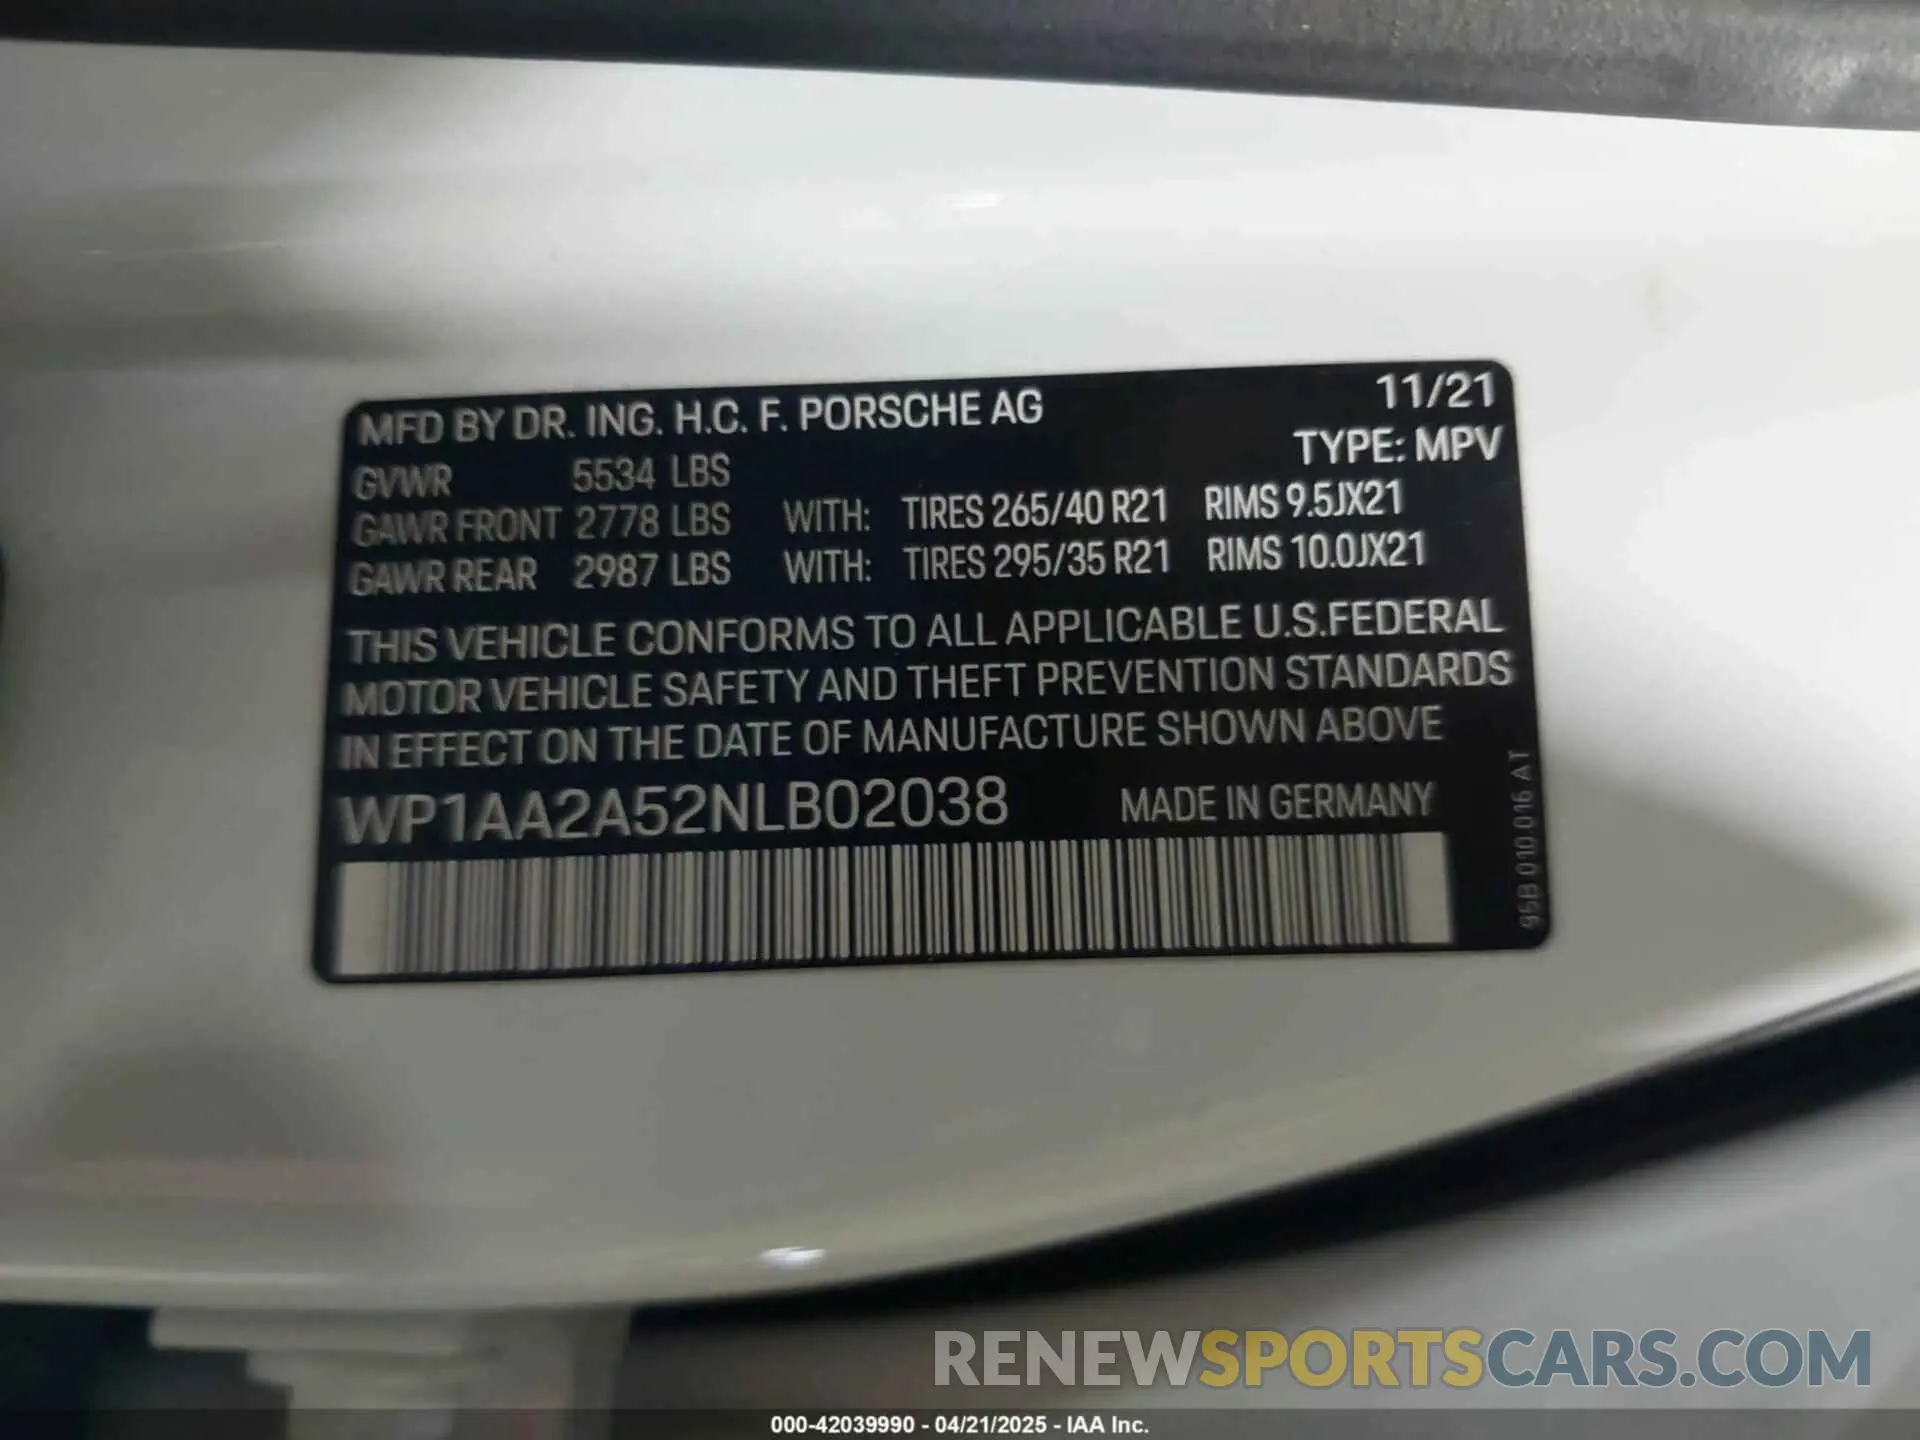 MFD BY DR. ING. H.C. F. PORSCHE AG 11/21
TYPE: MPV
GVWR 5534 LBS
GAWR FRONT 2778 LBS WITH: TIRES 265/40 R21 RIMS 9.5JX21
GAWR REAR 2987 LBS WITH: TIRES 295/35 R21 RIMS 10.0JX21
THIS VEHICLE CONFORMS TO ALL APPLICABLE U.S.FEDERAL
MOTOR VEHICLE SAFETY AND THEFT PREVENTION STANDARDS
IN EFFECT ON THE DATE OF MANUFACTURE SHOWN ABOVE
WP1AA2A52NLB02038 MADE IN GERMANY
95B 010 016 AT
RENEWSPORTSCARS.COM
000-42039990 - 04/21/2025 - IAA Inc.